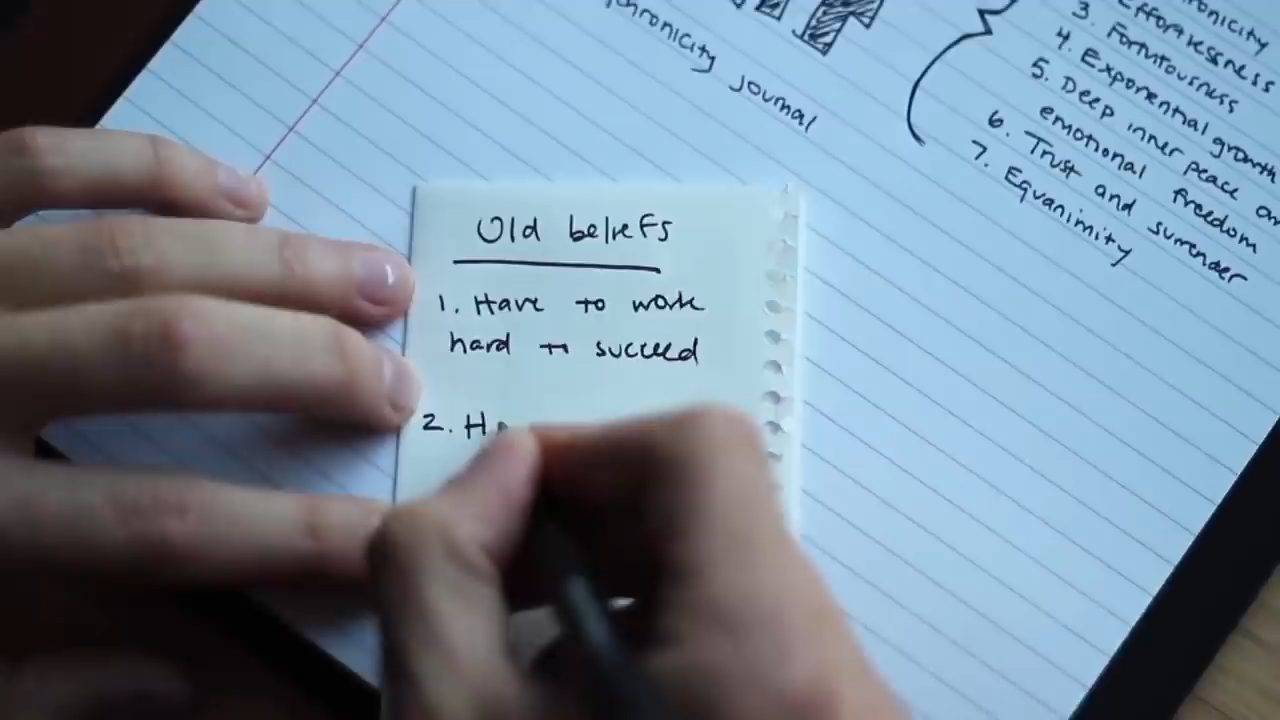 journal
onicity
Effortlessness
3. Fortuitousness
4. Exponential growth
5. Deep inner peace
emotional freedom
6. Trust and surrender
7. Equanimity
Old beliefs
1. Have to work
hard to succeed
2. H